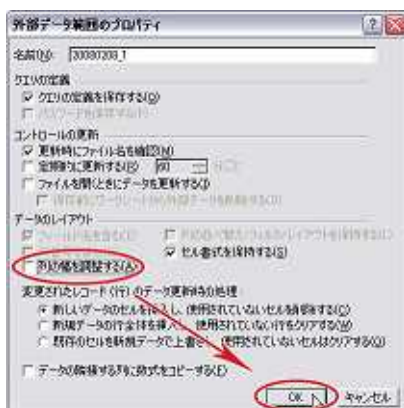 外部データ範囲のプロパティ
名前(N): 20080208_1
クエリの定義
クエリの定義を保存する(Q)
パスワードを保存する(P)
コントロールの更新
更新時にファイル名を確認(M)
定期的に更新する(R) 60
ファイルを開くときにデータを更新する(I)
データのレイアウト
セル書式を保持する(S)
列の幅を調整する(A)
変更されたレコード (行) のデータ更新時の処理
新しいデータのセルを挿入し、使用されていないセルを削除する(C)
新規データの行全体を挿入し、使用されていない行をクリアする(W)
既存のセルを新規データで上書きし、使用されていないセルはクリアする(O)
データの隣接する列に数式をコピーする(F)
OK キャンセル